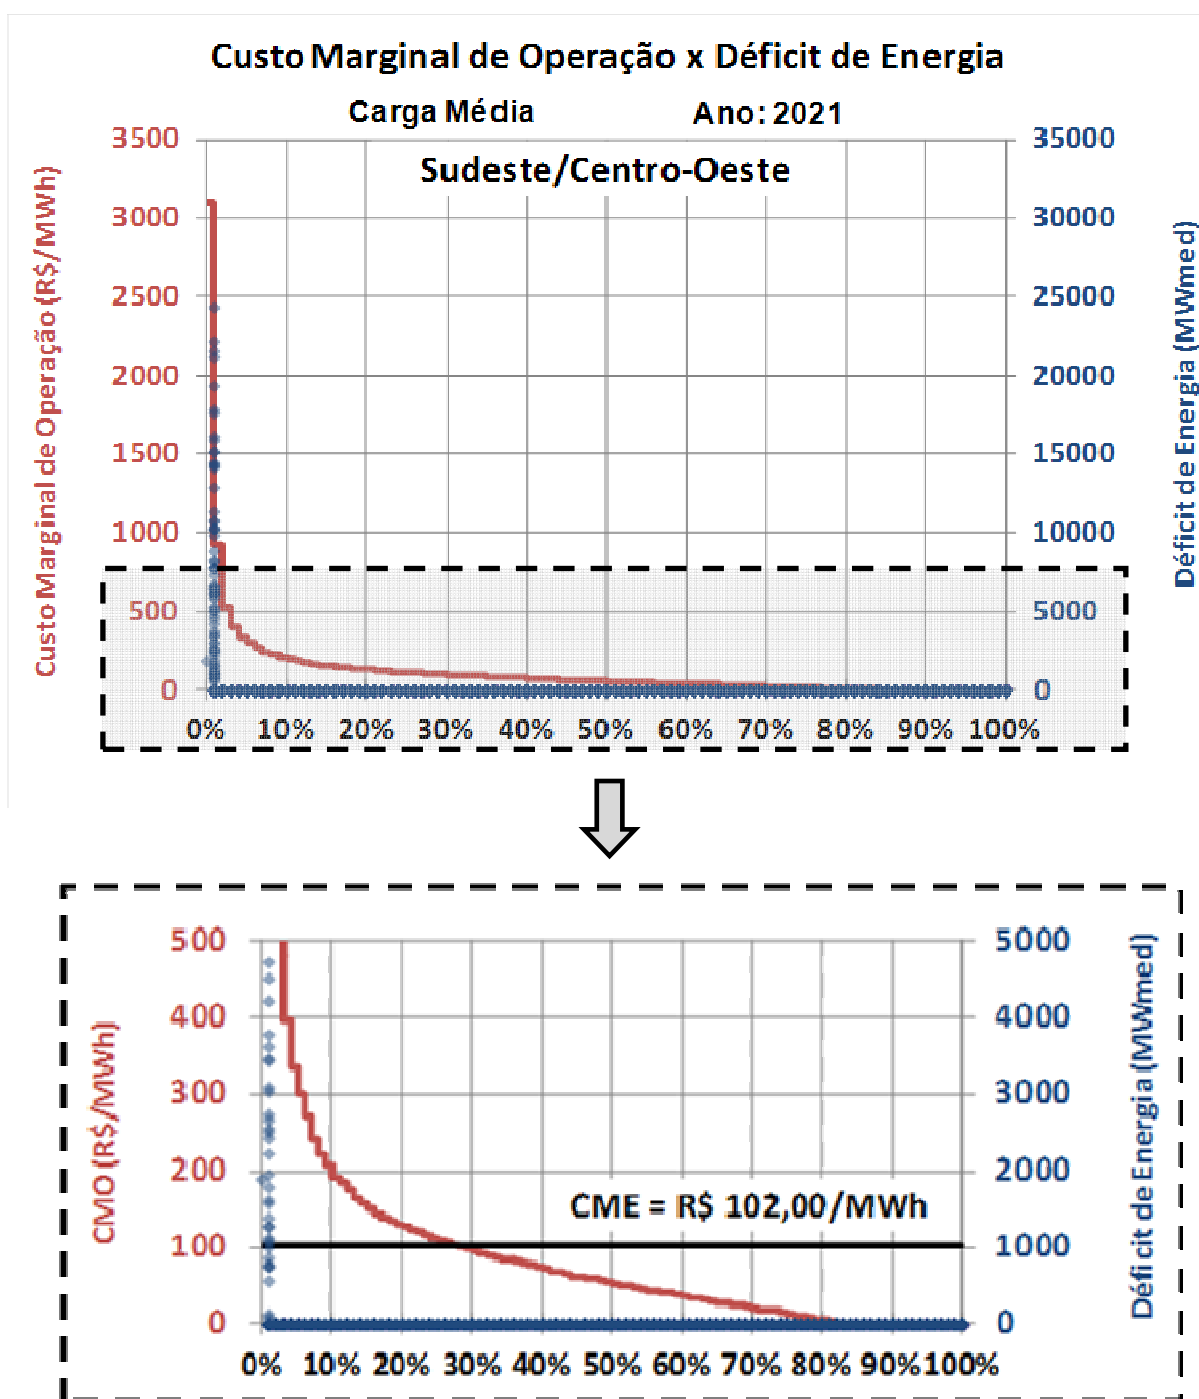 Custo Marginal de Operação x Déficit de Energia
Carga Média Ano: 2021
Sudeste/Centro-Oeste
Custo Marginal de Operação (R$/MWh)
3500
3000
2500
2000
1500
1000
500
0
35000
30000
25000
20000
15000
10000
5000
0
Déficit de Energia (MWmed)
0% 10% 20% 30% 40% 50% 60% 70% 80% 90% 100%
CMO (R$/MWh)
500
400
300
200
100
0
CME = R$ 102,00/MWh
5000
4000
3000
2000
1000
0
Déficit de Energia (MWmed)
0% 10% 20% 30% 40% 50% 60% 70% 80% 90% 100%